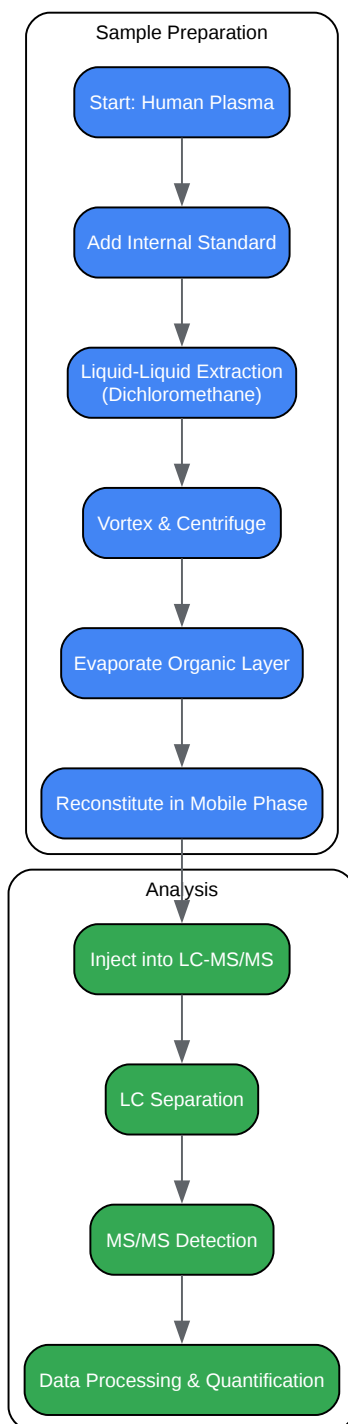 Sample Preparation
Start: Human Plasma
Add Internal Standard
Liquid-Liquid Extraction
(Dichloromethane)
Vortex & Centrifuge
Evaporate Organic Layer
Reconstitute in Mobile Phase
Analysis
Inject into LC-MS/MS
LC Separation
MS/MS Detection
Data Processing & Quantification